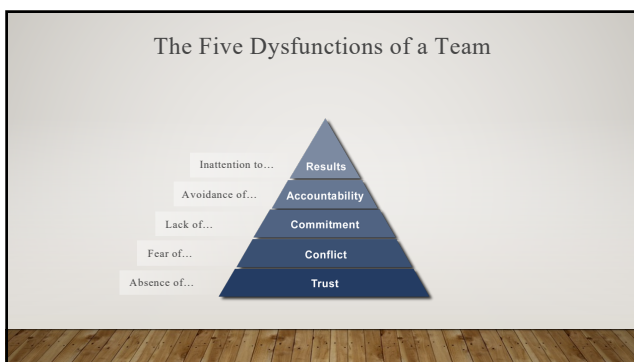 The Five Dysfunctions of a Team
Inattention to… Results
Avoidance of… Accountability
Lack of… Commitment
Fear of… Conflict
Absence of… Trust